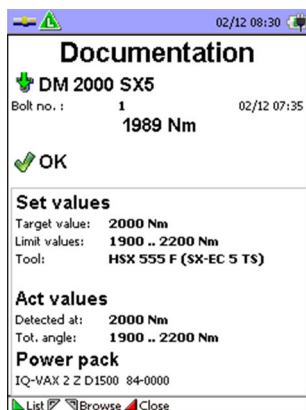 02/12 08:30
Documentation
DM 2000 SX5
Bolt no. : 1 02/12 07:35
1989 Nm
OK
Set values
Target value: 2000 Nm
Limit values: 1900 .. 2200 Nm
Tool: HSX 555 F (SX-EC 5 TS)
Act values
Detected at: 2000 Nm
Tot. angle: 1900 .. 2200 Nm
Power pack
IQ-VAX 2 Z D1500 84-0000
List Browse Close